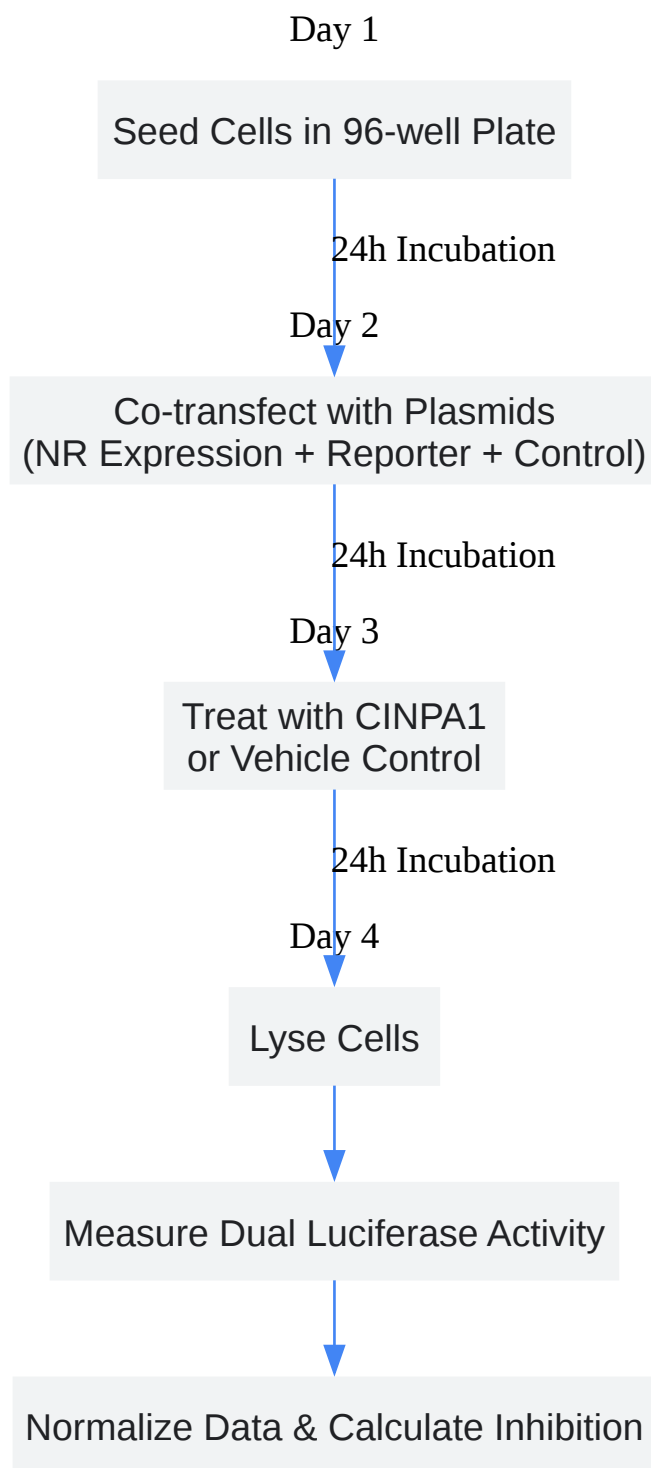 Day 1
Seed Cells in 96-well Plate
24h Incubation
Day 2
Co-transfect with Plasmids
(NR Expression + Reporter + Control)
24h Incubation
Day 3
Treat with CINPA1
or Vehicle Control
24h Incubation
Day 4
Lyse Cells
Measure Dual Luciferase Activity
Normalize Data & Calculate Inhibition